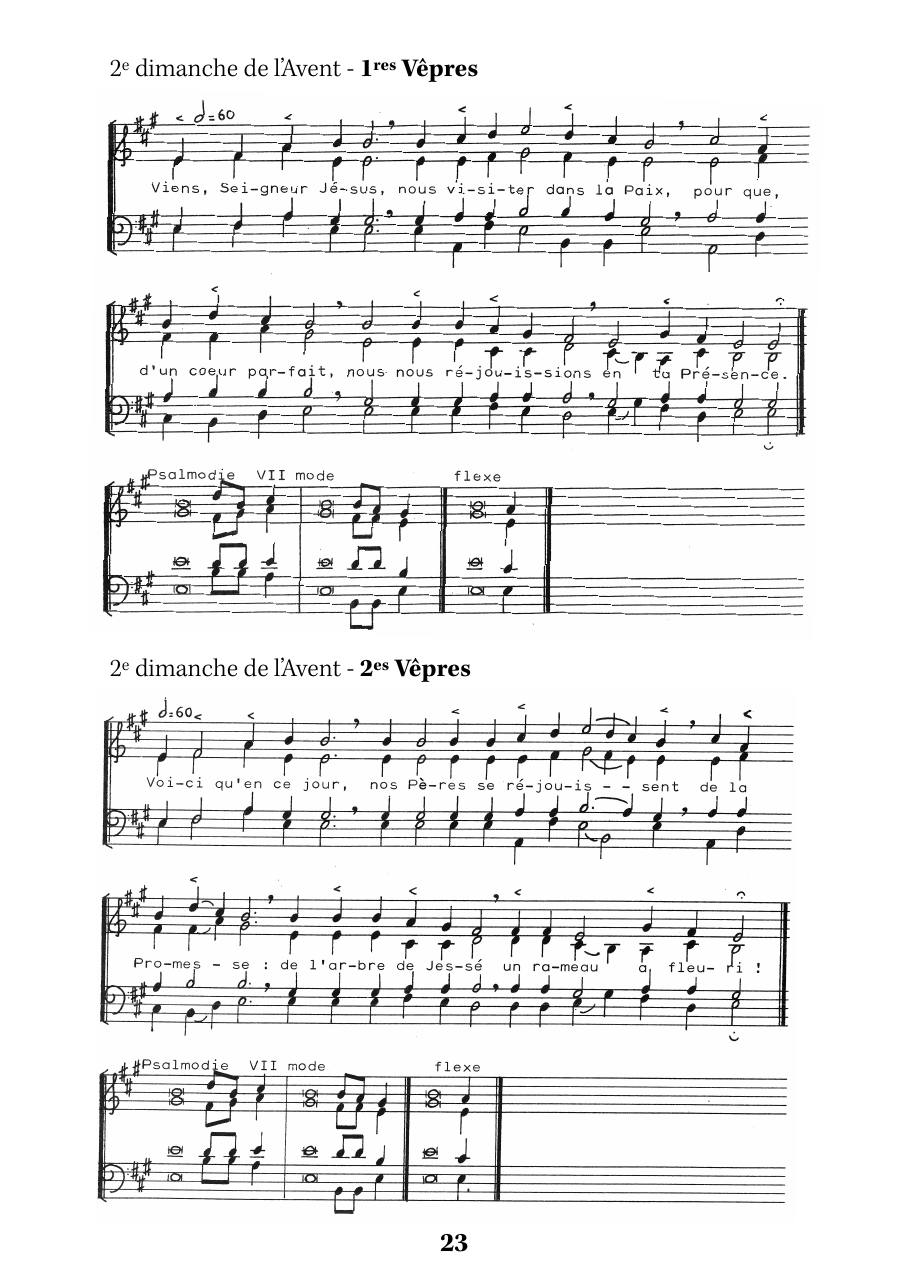 2e dimanche de l’Avent - 1res Vêpres
=60
Viens, Sei-gneur Jé-sus, nous vi-si-ter dans la Paix, pour que,
d'un coeur par-fait, nous nous ré-jou-is-sions en ta Pré-sen-ce.
Psalmodie VII mode flexe
2e dimanche de l’Avent - 2es Vêpres
=60
Voi-ci qu'en ce jour, nos Pè-res se ré-jou-is - - sent de la
Pro-mes - se : de l'ar-bre de Jes-sé un ra-meau a fleu-ri !
Psalmodie VII mode flexe
23